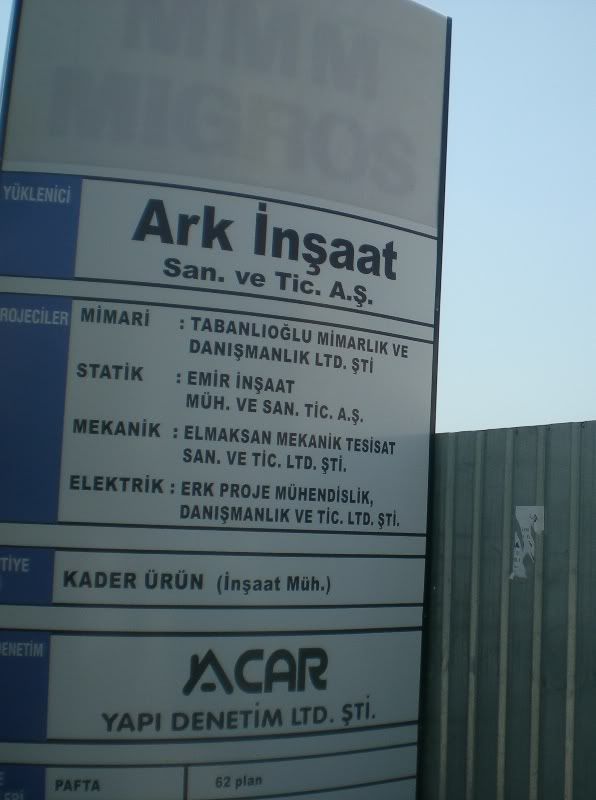 MMM
MIGROS
YÜKLENİCİ
Ark İnşaat
San. ve Tic. A.Ş.
ROJECİLER
MİMARİ : TABANLIOĞLU MİMARLIK VE
DANIŞMANLIK LTD. ŞTİ
STATİK : EMİR İNŞAAT
MÜH. VE SAN. TİC. A.Ş.
MEKANİK : ELMAKSAN MEKANİK TESİSAT
SAN. VE TİC. LTD. ŞTİ.
ELEKTRİK : ERK PROJE MÜHENDİSLİK,
DANIŞMANLIK VE TİC. LTD. ŞTİ.
TİYE
KADER ÜRÜN (İnşaat Müh.)
DENETİM
ACAR
YAPI DENETİM LTD. ŞTİ.
PAFTA 62 plan